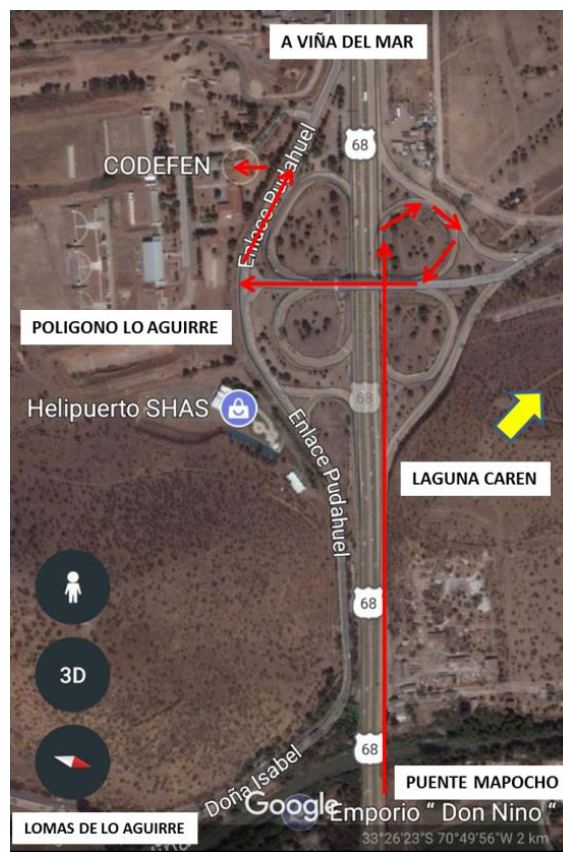 A VIÑA DEL MAR
68
Enlace Pudahuel
CODEFEN
POLIGONO LO AGUIRRE
68
Helipuerto SHAS
Enlace Pudahuel
LAGUNA CAREN
68
3D
68
Doña Isabel
PUENTE MAPOCHO
Google
Emporio “ Don Nino “
LOMAS DE LO AGUIRRE
33°26'23"S 70°49'56"W 2 km